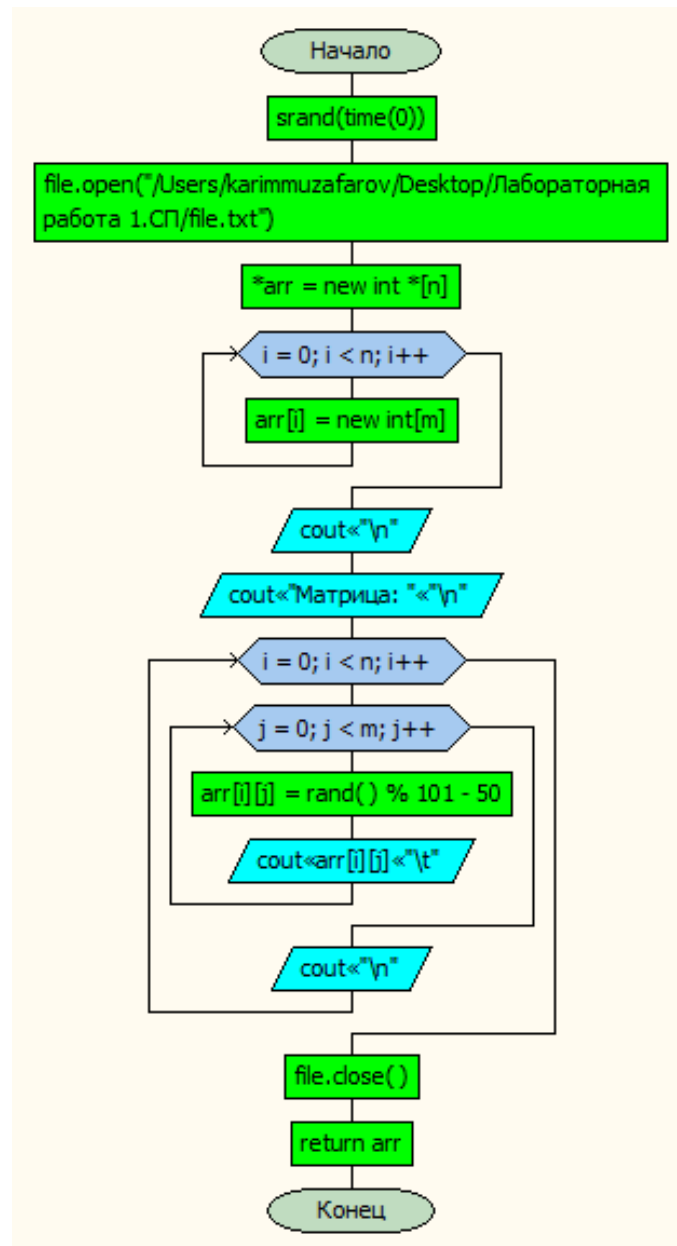 Начало
srand(time(0))
file.open("/Users/karimmuzafarov/Desktop/Лабораторная
работа 1.СП/file.txt")
*arr = new int *[n]
i = 0; i < n; i++
arr[i] = new int[m]
cout«"\n"
cout«"Матрица: "«"\n"
i = 0; i < n; i++
j = 0; j < m; j++
arr[i][j] = rand() % 101 - 50
cout«arr[i][j]«"\t"
cout«"\n"
file.close()
return arr
Конец